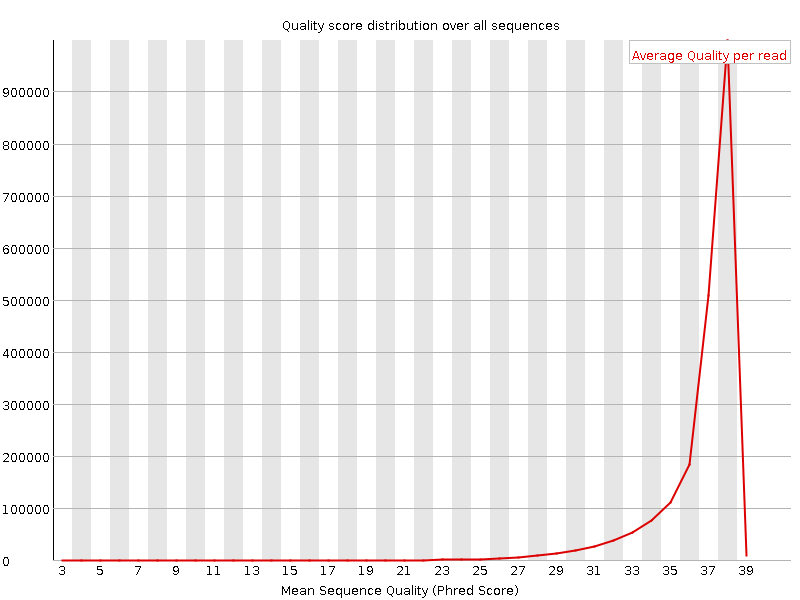 Quality score distribution over all sequences
Average Quality per read
900000
800000
700000
600000
500000
400000
300000
200000
100000
0
3 5 7 9 11 13 15 17 19 21 23 25 27 29 31 33 35 37 39
Mean Sequence Quality (Phred Score)